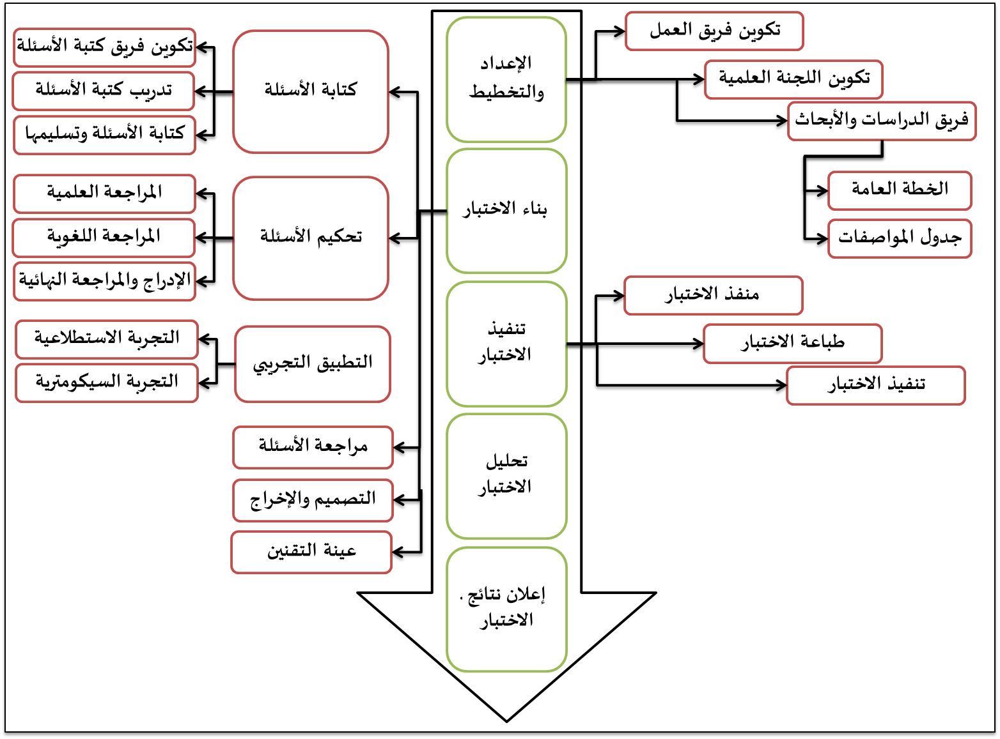 تكوين فريق العمل
تكوين اللجنة العلمية
فريق الدراسات والأبحاث
الخطة العامة
جدول المواصفات
منفذ الاختبار
طباعة الاختبار
تنفيذ الاختبار
الإعداد
والتخطيط
بناء الاختبار
تنفيذ
الاختبار
تحليل
الاختبار
إعلان نتائج .
الاختبار
كتابة الأسئلة
تكوين فريق كتبة الأسئلة
تدريب كتبة الأسئلة
كتابة الأسئلة وتسليمها
تحكيم الأسئلة
المراجعة العلمية
المراجعة اللغوية
الإدراج والمراجعة النهائية
التطبيق التجريبي
التجربة الاستطلاعية
التجربة السيكومترية
مراجعة الأسئلة
التصميم والإخراج
عينة التقنين